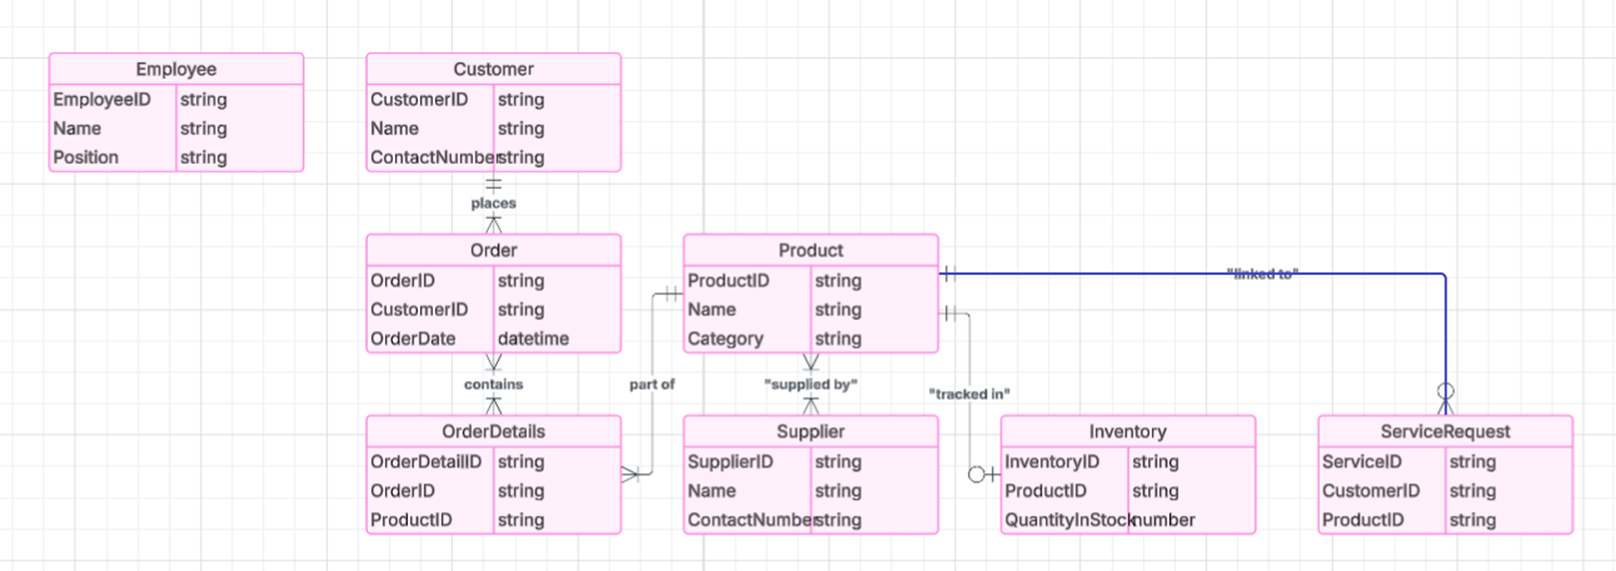 Employee
EmployeeID string
Name string
Position string
Customer
CustomerID string
Name string
ContactNumber string
places
Order
OrderID string
CustomerID string
OrderDate datetime
Product
ProductID string
Name string
Category string
"linked to"
contains
part of
"supplied by"
"tracked in"
OrderDetails
OrderDetailID string
OrderID string
ProductID string
Supplier
SupplierID string
Name string
ContactNumber string
Inventory
InventoryID string
ProductID string
QuantityInStock number
ServiceRequest
ServiceID string
CustomerID string
ProductID string